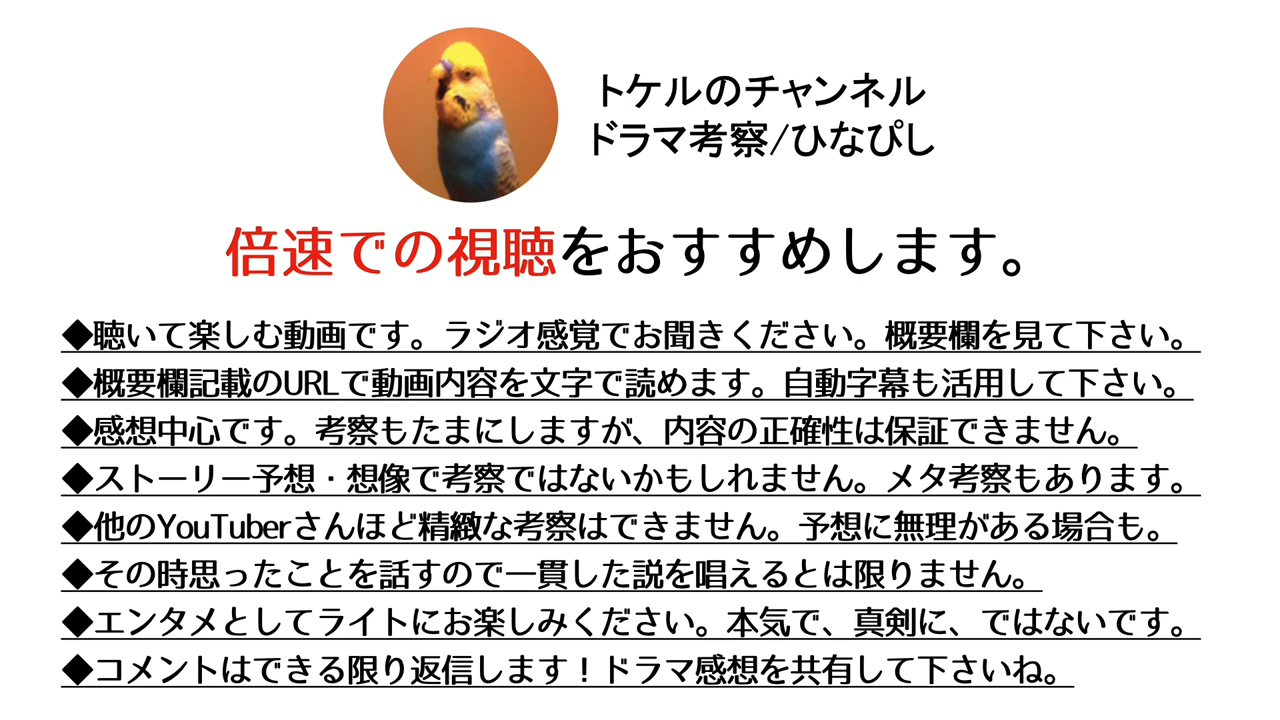 トケルのチャンネル
ドラマ考察/ひなぴし
倍速での視聴をおすすめします。
◆聴いて楽しむ動画です。ラジオ感覚でお聞きください。概要欄を見て下さい。
◆概要欄記載のURLで動画内容を文字で読めます。自動字幕も活用して下さい。
◆感想中心です。考察もたまにしますが、内容の正確性は保証できません。
◆ストーリー予想・想像で考察ではないかもしれません。メタ考察もあります。
◆他のYouTuberさんほど精緻な考察はできません。予想に無理がある場合も。
◆その時思ったことを話すので一貫した説を唱えるとは限りません。
◆エンタメとしてライトにお楽しみください。本気で、真剣に、ではないです。
◆コメントはできる限り返信します！ドラマ感想を共有して下さいね。